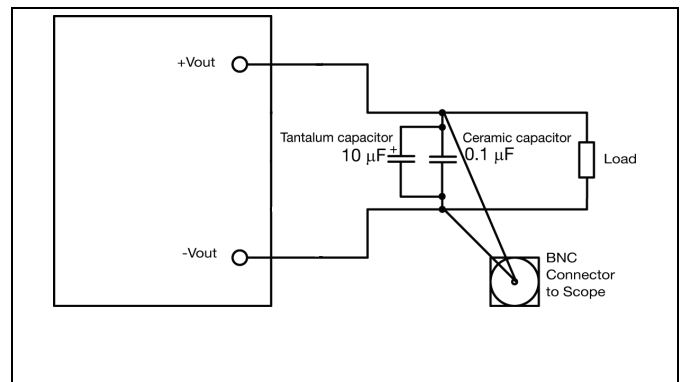 +Vout
Tantalum capacitor
10 μF
+
Ceramic capacitor
0.1 μF
Load
-Vout
BNC
Connector
to Scope